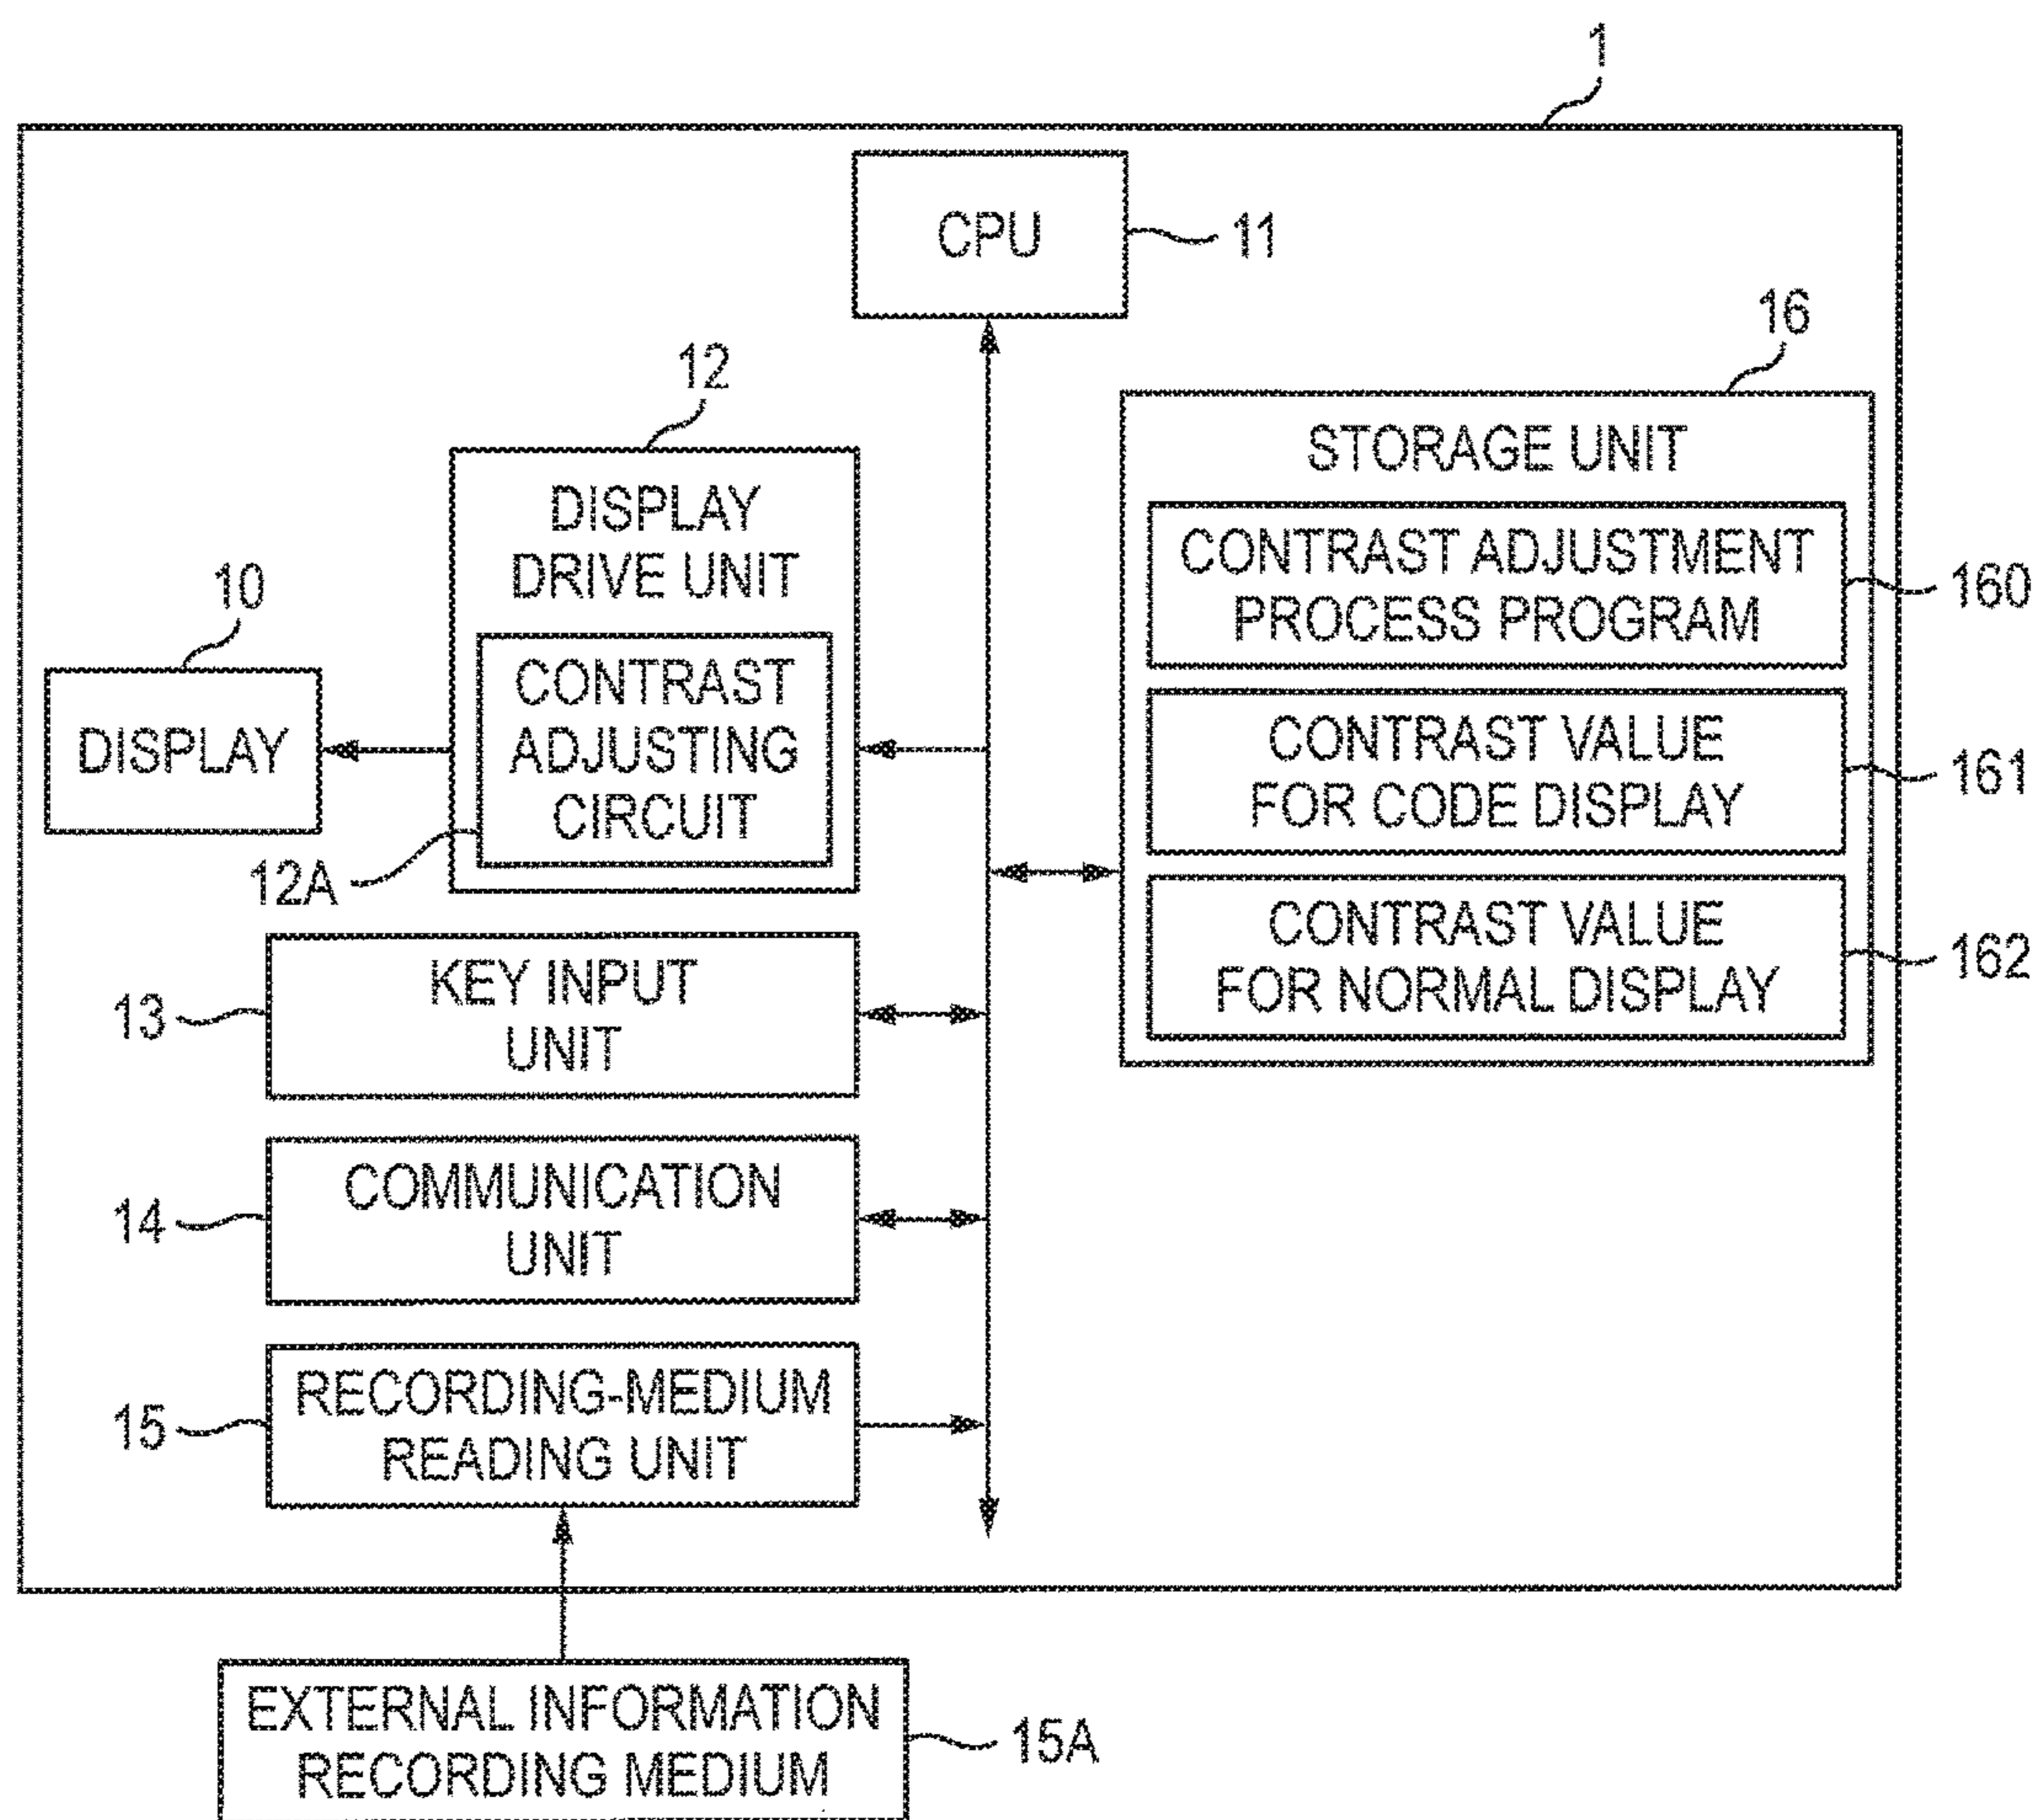 1
CPU
11
16
12
STORAGE UNIT
DISPLAY
DRIVE UNIT
CONTRAST ADJUSTMENT
PROCESS PROGRAM
160
10
CONTRAST
ADJUSTING
CIRCUIT
DISPLAY
CONTRAST VALUE
FOR CODE DISPLAY
161
12A
CONTRAST VALUE
FOR NORMAL DISPLAY
162
KEY INPUT
UNIT
13
COMMUNICATION
UNIT
14
RECORDING-MEDIUM
READING UNIT
15
EXTERNAL INFORMATION
RECORDING MEDIUM
15A